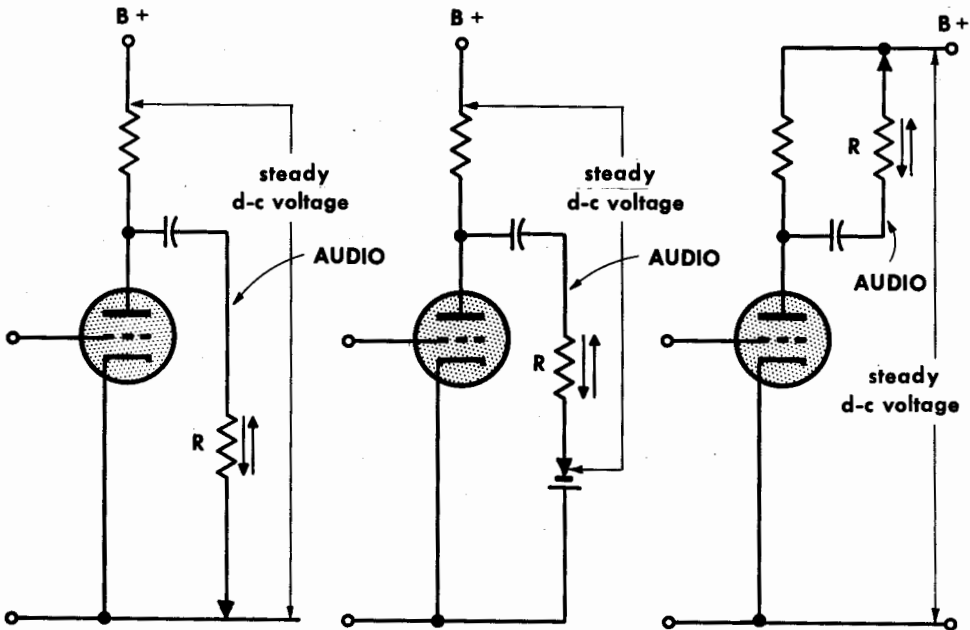 B +
steady
d-c voltage
AUDIO
R
B +
steady
d-c voltage
AUDIO
R
B +
R
AUDIO
steady
d-c voltage